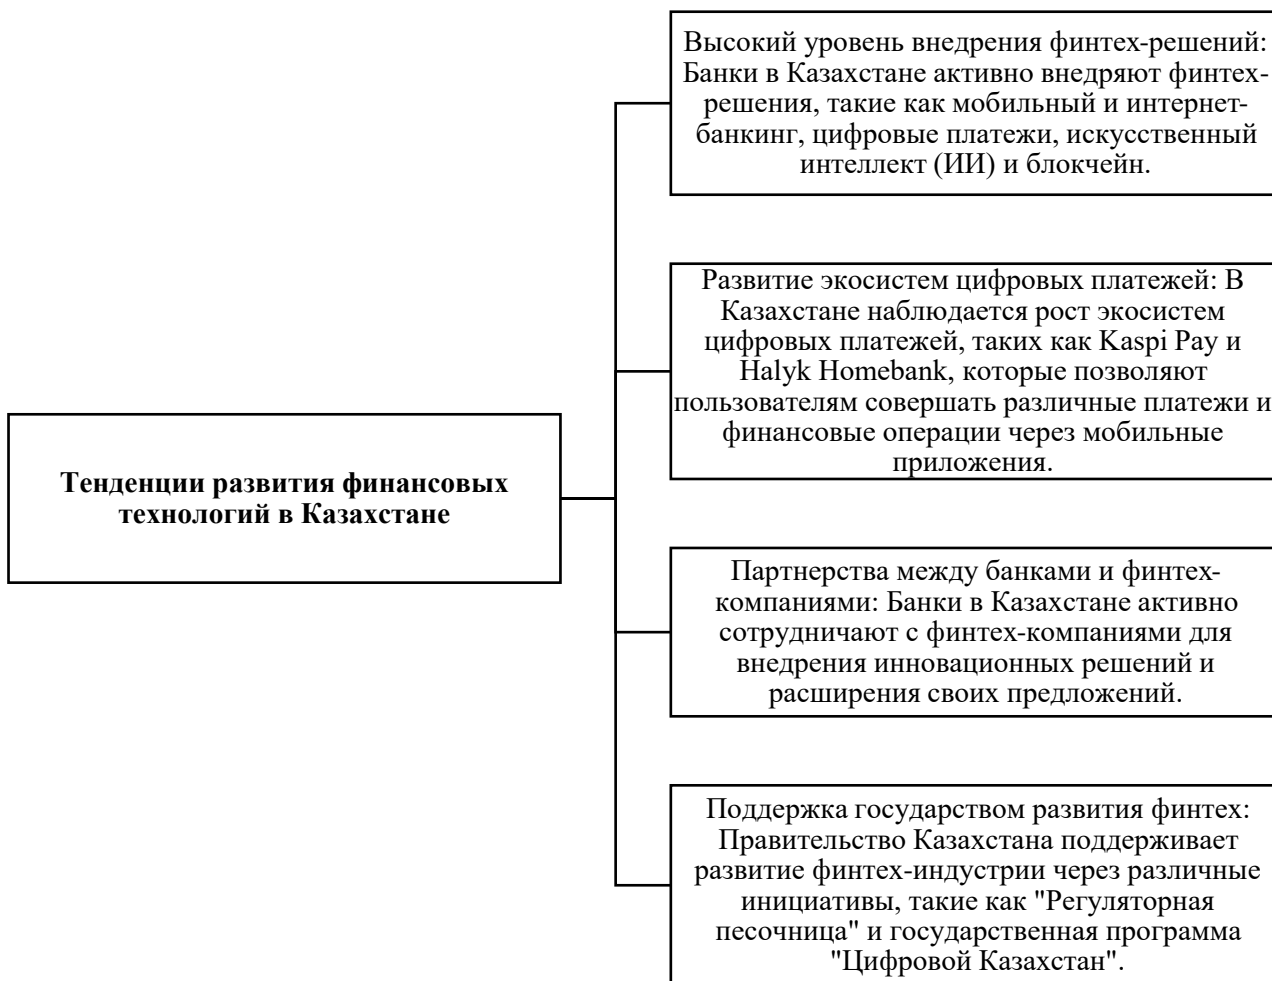 Высокий уровень внедрения финтех-решений:
Банки в Казахстане активно внедряют финтех-
решения, такие как мобильный и интернет-
банкинг, цифровые платежи, искусственный
интеллект (ИИ) и блокчейн.
Развитие экосистем цифровых платежей: В
Казахстане наблюдается рост экосистем
цифровых платежей, таких как Kaspi Pay и
Halyk Homebank, которые позволяют
пользователям совершать различные платежи и
финансовые операции через мобильные
приложения.
Тенденции развития финансовых
технологий в Казахстане
Партнерства между банками и финтех-
компаниями: Банки в Казахстане активно
сотрудничают с финтех-компаниями для
внедрения инновационных решений и
расширения своих предложений.
Поддержка государством развития финтех:
Правительство Казахстана поддерживает
развитие финтех-индустрии через различные
инициативы, такие как "Регуляторная
песочница" и государственная программа
"Цифровой Казахстан".